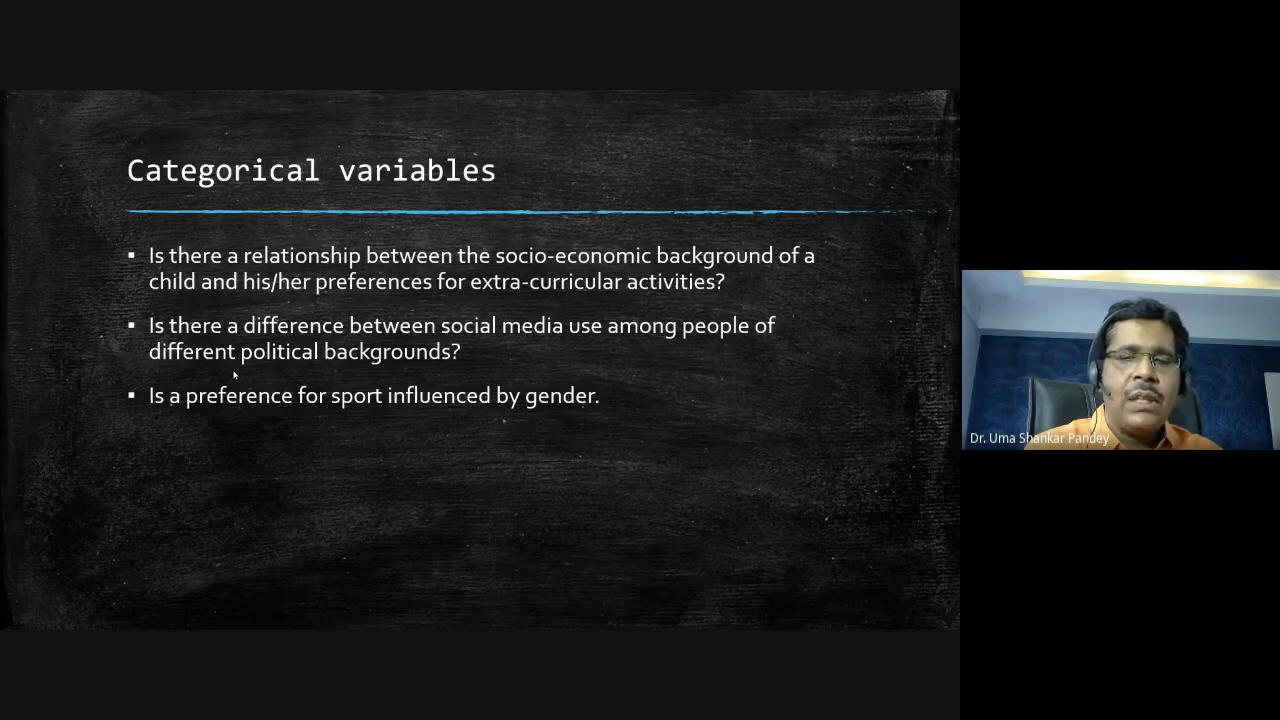 Categorical variables
▪ Is there a relationship between the socio-economic background of a
child and his/her preferences for extra-curricular activities?
▪ Is there a difference between social media use among people of
different political backgrounds?
▪ Is a preference for sport influenced by gender.
Dr. Uma Shankar Pandey